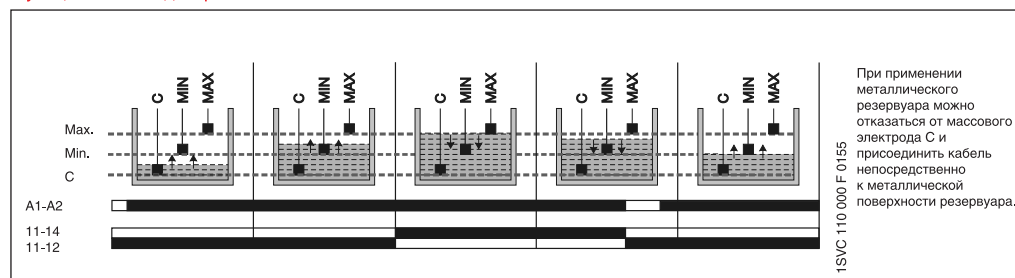 C MIN MAX
C MIN MAX
C MIN MAX
C MIN MAX
C MIN MAX
Max.
Min.
C
A1-A2
11-14
11-12
1SVC 110 000 F 0155
При применении
металлического
резервуара можно
отказаться от массового
электрода С и
присоединить кабель
непосредственно
к металлической
поверхности резервуара.